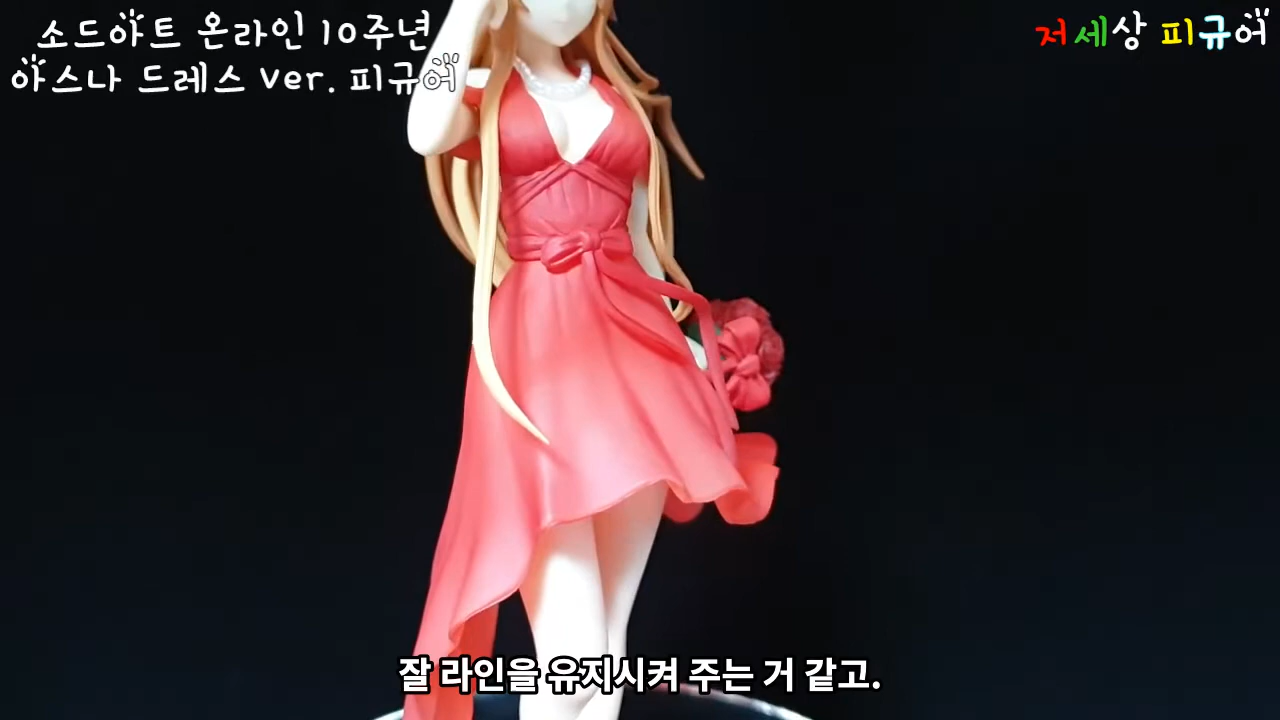 소드아트 온라인 10주년
아스나 드레스 ver. 피규어
저세상 피규어
잘 라인을 유지시켜 주는 거 같고.